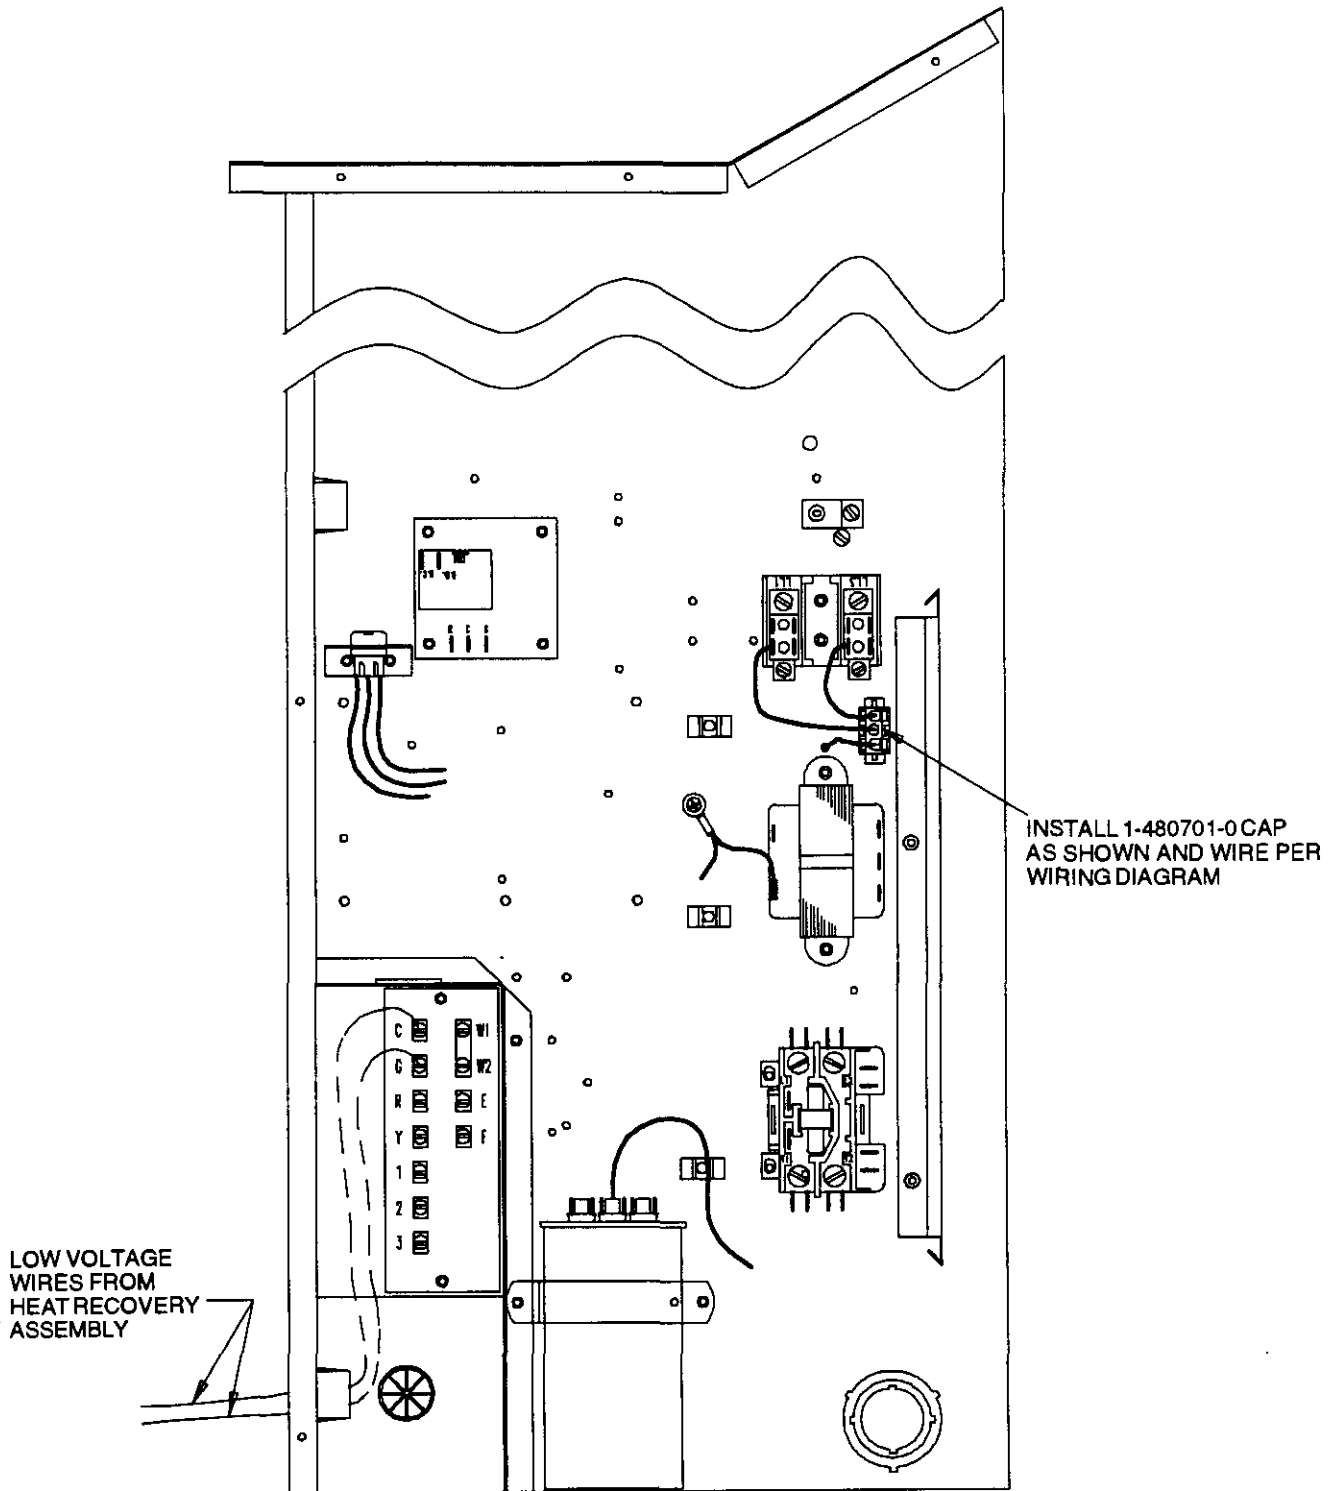 INSTALL 1-480701-0 CAP
AS SHOWN AND WIRE PER
WIRING DIAGRAM
C W1
G W2
R E
Y F
1
2
3
LOW VOLTAGE
WIRES FROM
HEAT RECOVERY
ASSEMBLY